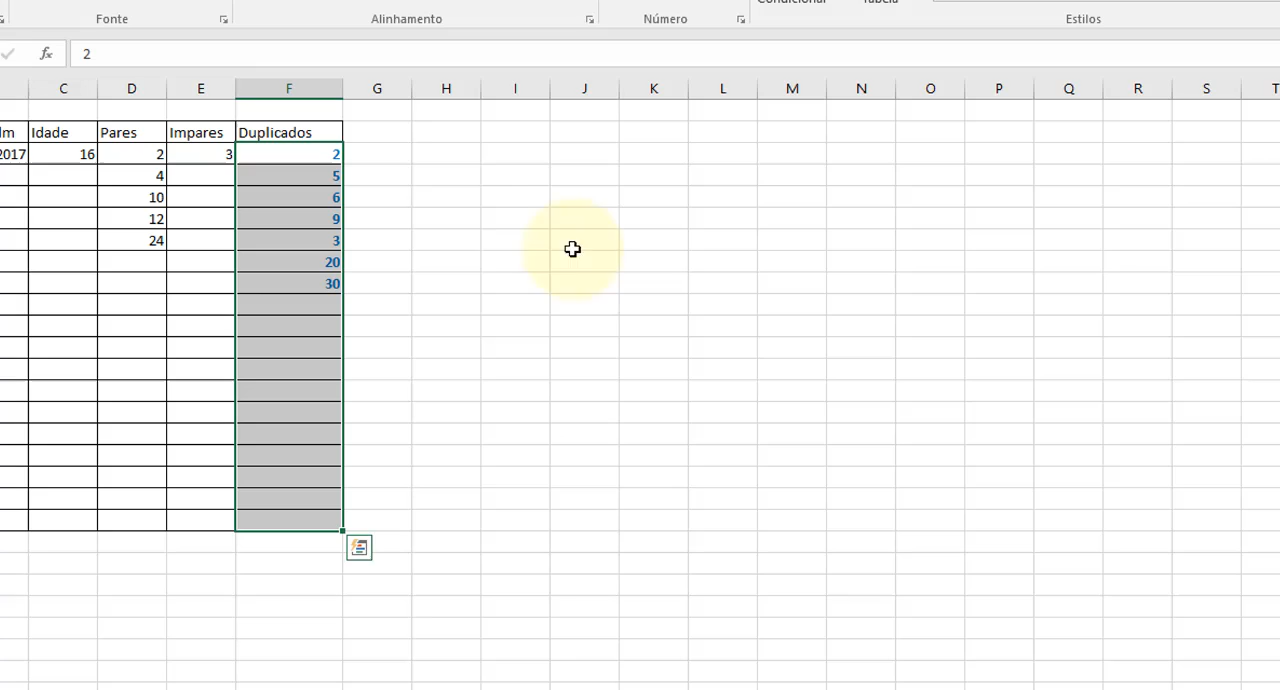 Fonte Alinhamento Número Estilos
fx 2
C D E F G H I J K L M N O P Q R S T
Idade Pares Impares Duplicados
2017 16 2 3 2
4 5
10 6
12 9
24 3
20
30